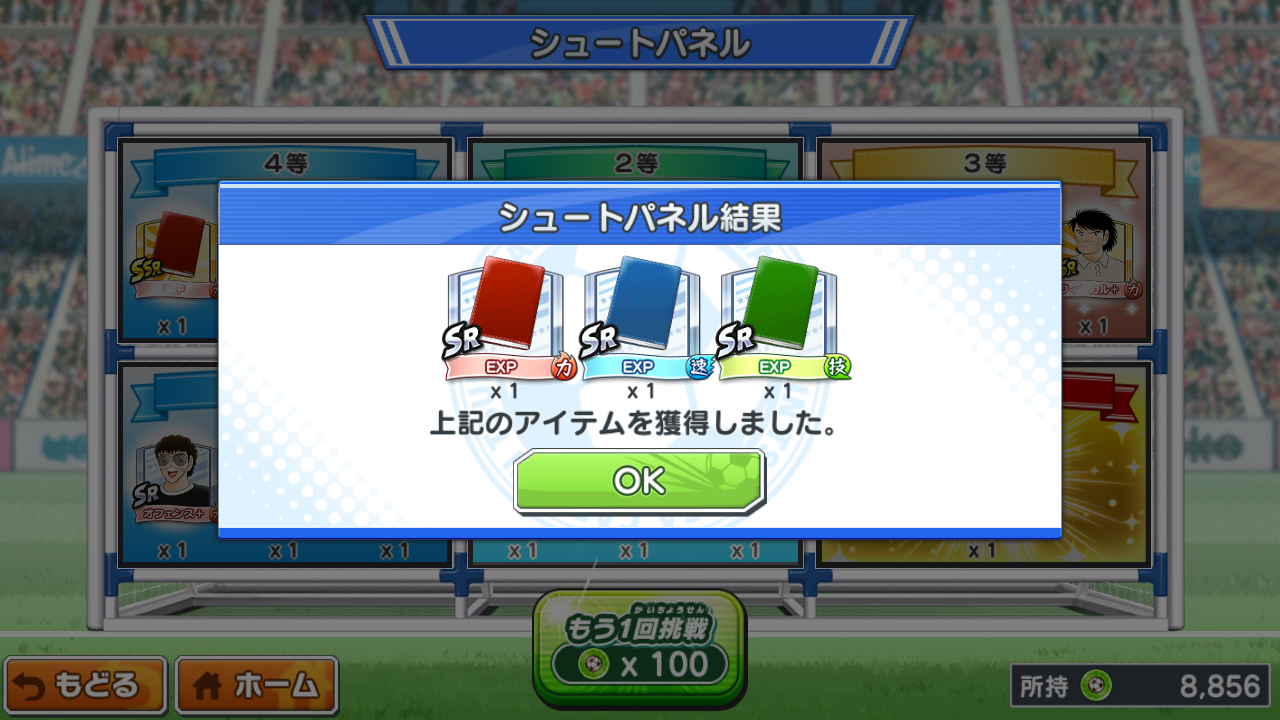 シュートパネル
4等
2等
3等
シュートパネル結果
SSR
EXP
力
x 1
SR
EXP
力
x 1
SR
EXP
速
x 1
SR
EXP
技
x 1
力
x 1
上記のアイテムを獲得しました。
OK
SR
オフェンス+
x 1
x 1
x 1
x 1
x 1
x 1
x 1
かいちょうせん
もう1回挑戦
x 100
もどる
ホーム
所持
8,856